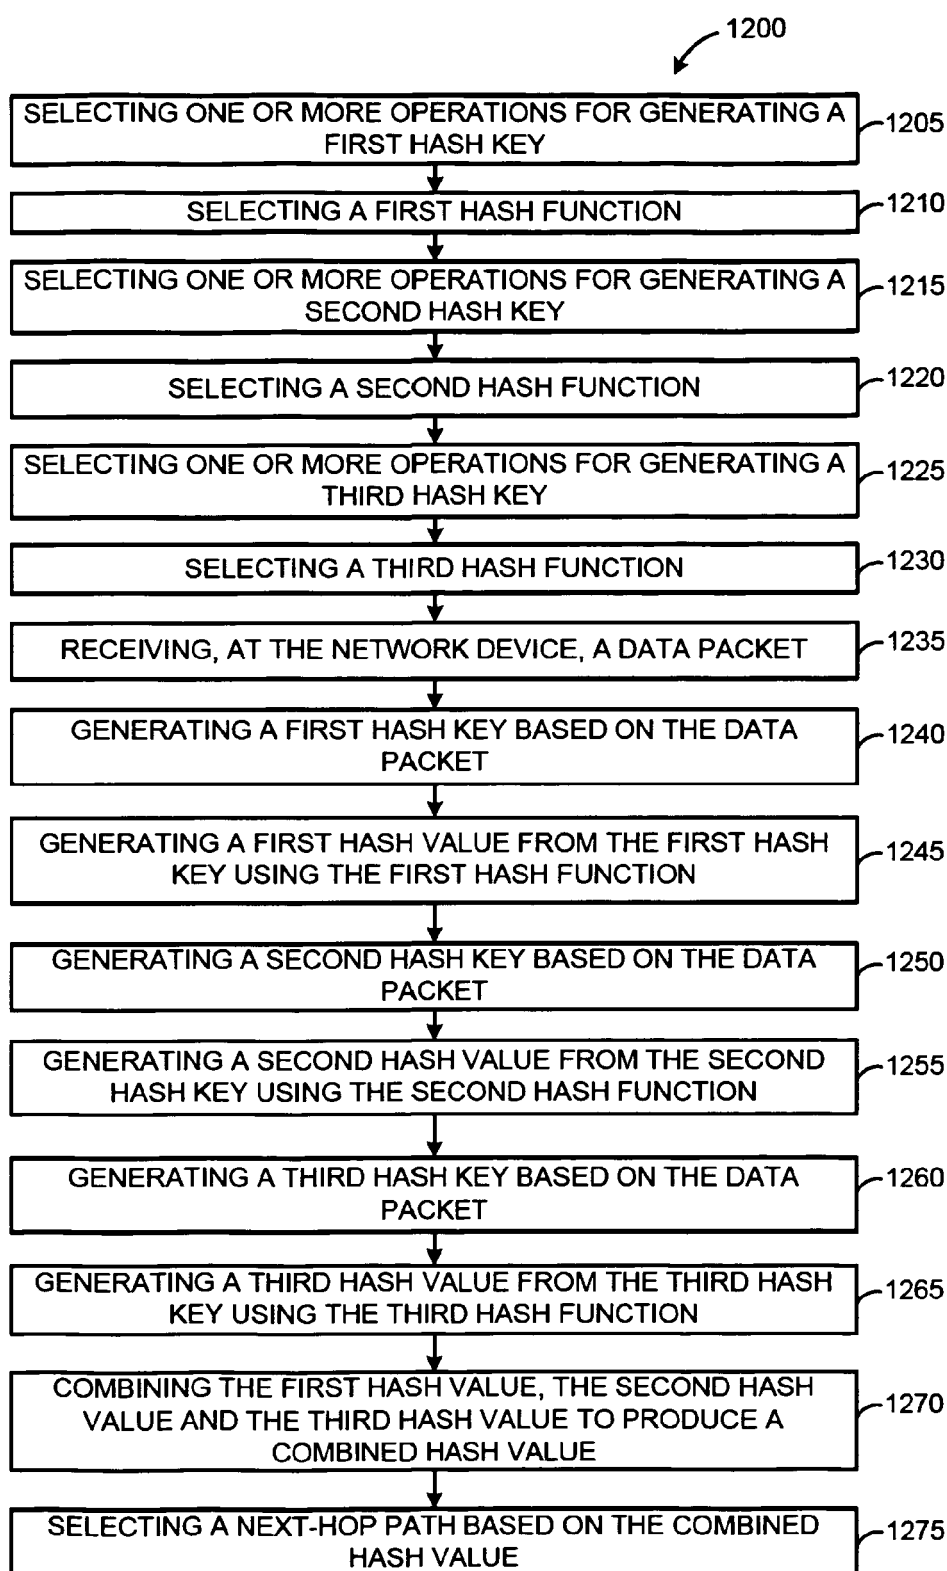 1200
SELECTING ONE OR MORE OPERATIONS FOR GENERATING A
FIRST HASH KEY
1205
SELECTING A FIRST HASH FUNCTION
1210
SELECTING ONE OR MORE OPERATIONS FOR GENERATING A
SECOND HASH KEY
1215
SELECTING A SECOND HASH FUNCTION
1220
SELECTING ONE OR MORE OPERATIONS FOR GENERATING A
THIRD HASH KEY
1225
SELECTING A THIRD HASH FUNCTION
1230
RECEIVING, AT THE NETWORK DEVICE, A DATA PACKET
1235
GENERATING A FIRST HASH KEY BASED ON THE DATA
PACKET
1240
GENERATING A FIRST HASH VALUE FROM THE FIRST HASH
KEY USING THE FIRST HASH FUNCTION
1245
GENERATING A SECOND HASH KEY BASED ON THE DATA
PACKET
1250
GENERATING A SECOND HASH VALUE FROM THE SECOND
HASH KEY USING THE SECOND HASH FUNCTION
1255
GENERATING A THIRD HASH KEY BASED ON THE DATA
PACKET
1260
GENERATING A THIRD HASH VALUE FROM THE THIRD HASH
KEY USING THE THIRD HASH FUNCTION
1265
COMBINING THE FIRST HASH VALUE, THE SECOND HASH
VALUE AND THE THIRD HASH VALUE TO PRODUCE A
COMBINED HASH VALUE
1270
SELECTING A NEXT-HOP PATH BASED ON THE COMBINED
HASH VALUE
1275